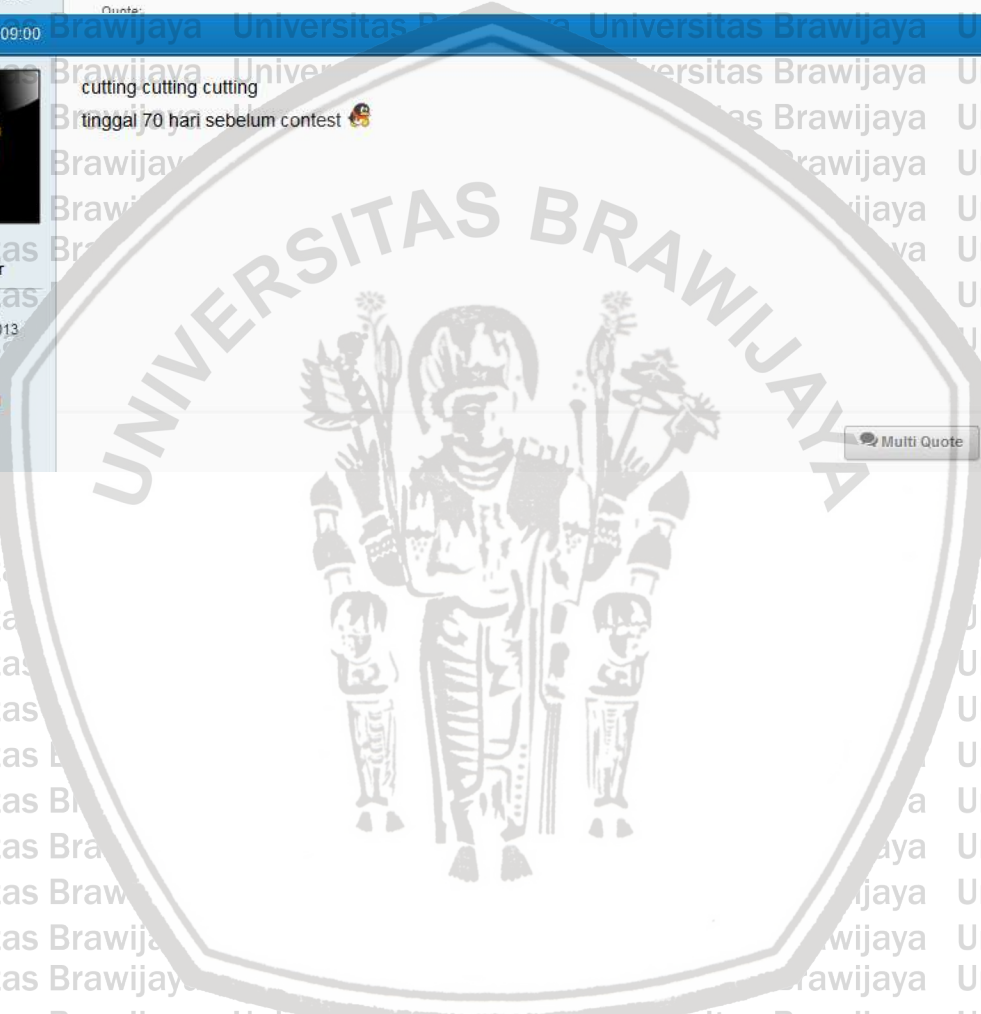 Quote:
09:00
cutting cutting cutting
tinggal 70 hari sebelum contest
013
Multi Quote
UNIVERSITAS BRAWIJAYA
Brawijaya Universitas Brawijaya Universitas Brawijaya